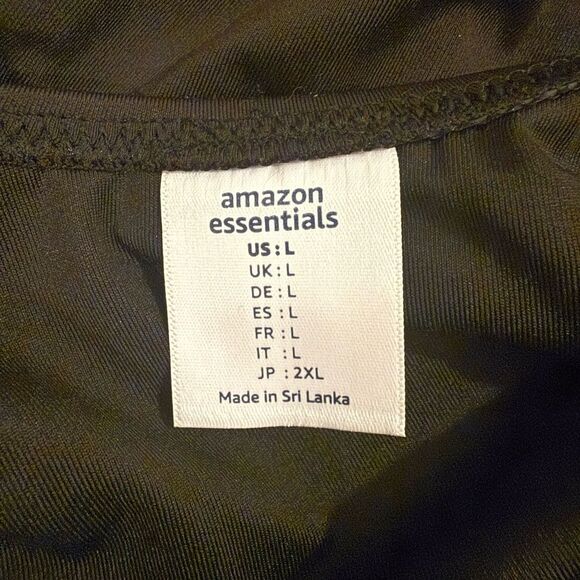 amazon
essentials
US : L
UK : L
DE : L
ES : L
FR : L
IT : L
JP : 2XL
Made in Sri Lanka